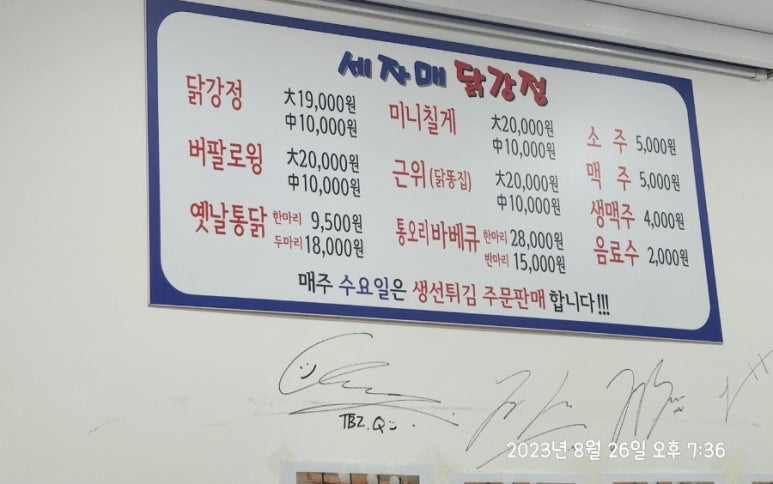 세자매 닭강정
닭강정 大19,000원
中10,000원
버팔로윙 大20,000원
中10,000원
옛날통닭 한마리 9,500원
두마리 18,000원
미니칠게 大20,000원
中10,000원
근위(닭똥집) 大20,000원
中10,000원
통오리바베큐 한마리 28,000원
반마리 15,000원
소 주 5,000원
맥 주 5,000원
생맥주 4,000원
음료수 2,000원
매주 수요일은 생선튀김 주문판매 합니다!!!
TBZ.Q
2023년 8월 26일 오후 7:36